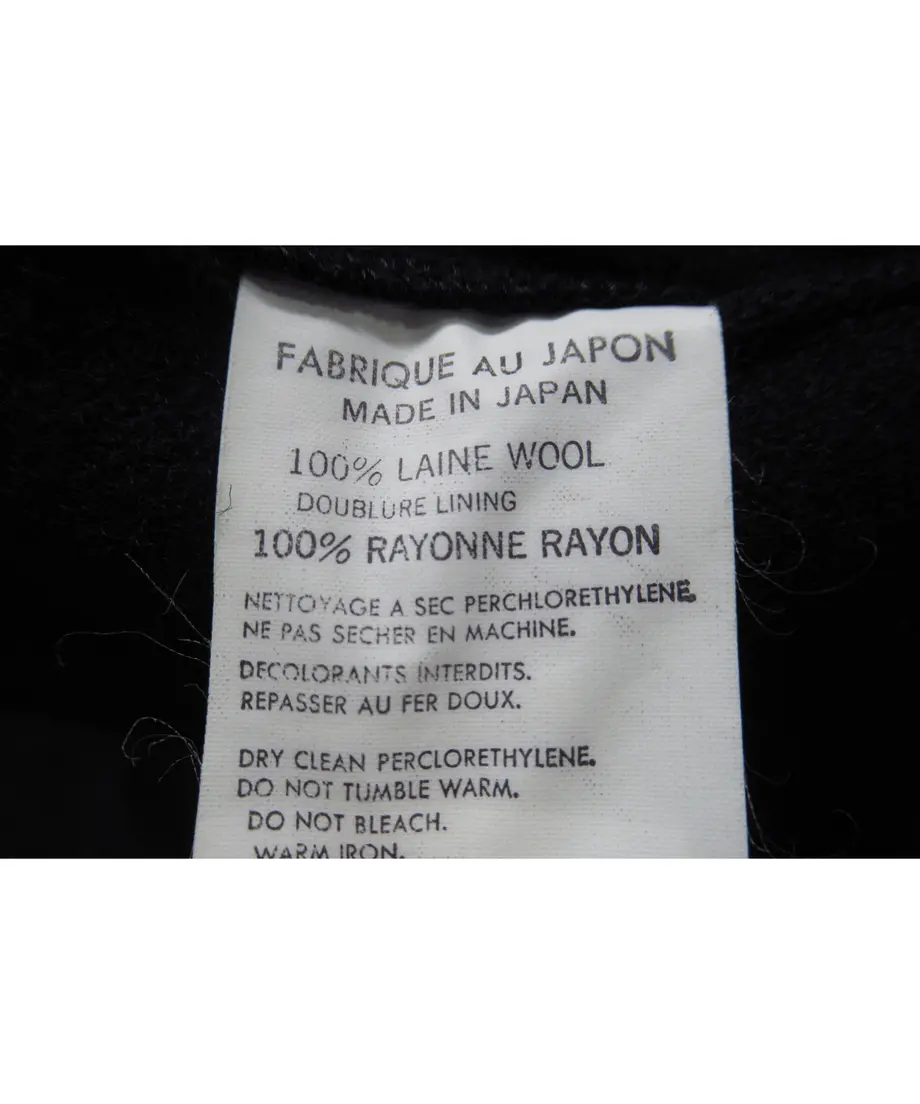 FABRIQUE AU JAPON
MADE IN JAPAN
100% LAINE WOOL
DOUBLURE LINING
100% RAYONNE RAYON
NETTOYAGE A SEC PERCHLORETHYLENE.
NE PAS SECHER EN MACHINE.
DECOLORANTS INTERDITS.
REPASSER AU FER DOUX.
DRY CLEAN PERCLORETHYLENE.
DO NOT TUMBLE WARM.
DO NOT BLEACH.
WARM IRON.